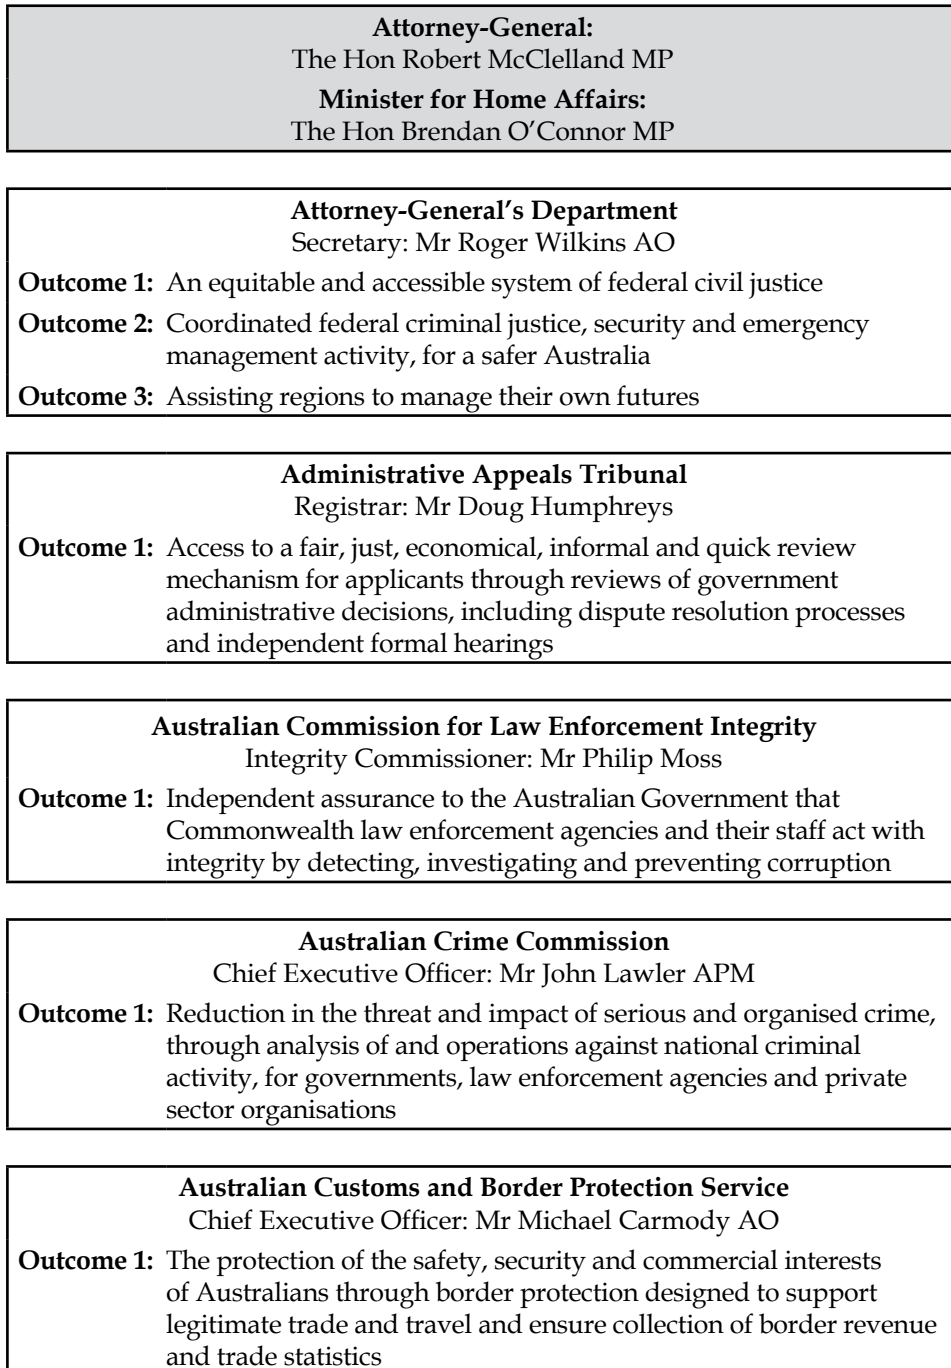 Attorney-General:
The Hon Robert McClelland MP
Minister for Home Affairs:
The Hon Brendan O’Connor MP
Attorney-General’s Department
Secretary: Mr Roger Wilkins AO
Outcome 1: An equitable and accessible system of federal civil justice
Outcome 2: Coordinated federal criminal justice, security and emergency
management activity, for a safer Australia
Outcome 3: Assisting regions to manage their own futures
Administrative Appeals Tribunal
Registrar: Mr Doug Humphreys
Outcome 1: Access to a fair, just, economical, informal and quick review
mechanism for applicants through reviews of government
administrative decisions, including dispute resolution processes
and independent formal hearings
Australian Commission for Law Enforcement Integrity
Integrity Commissioner: Mr Philip Moss
Outcome 1: Independent assurance to the Australian Government that
Commonwealth law enforcement agencies and their staff act with
integrity by detecting, investigating and preventing corruption
Australian Crime Commission
Chief Executive Officer: Mr John Lawler APM
Outcome 1: Reduction in the threat and impact of serious and organised crime,
through analysis of and operations against national criminal
activity, for governments, law enforcement agencies and private
sector organisations
Australian Customs and Border Protection Service
Chief Executive Officer: Mr Michael Carmody AO
Outcome 1: The protection of the safety, security and commercial interests
of Australians through border protection designed to support
legitimate trade and travel and ensure collection of border revenue
and trade statistics